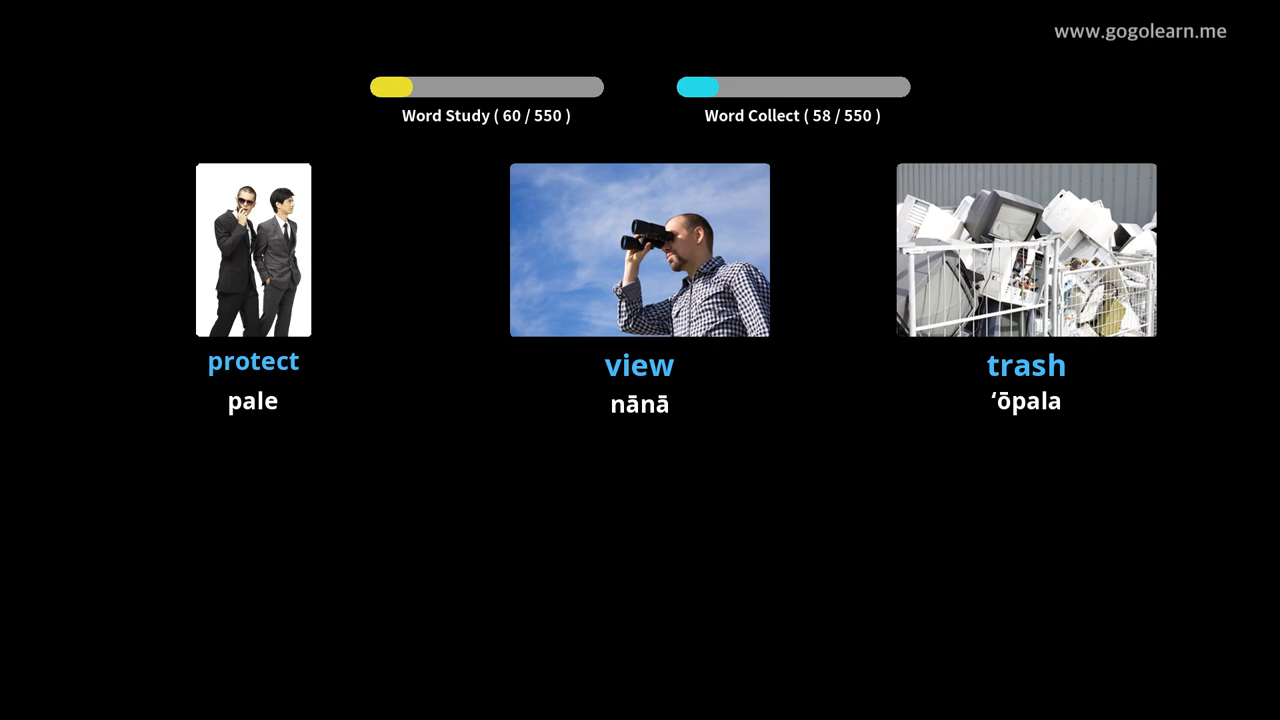 www.gogolearn.me
Word Study ( 60 / 550 )
Word Collect ( 58 / 550 )
protect
view
trash
pale
nānā
ʻōpala